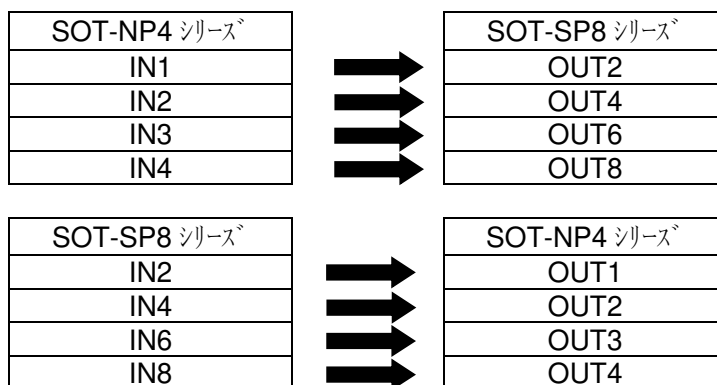 SOT-NP4 ｼﾘｰｽﾞ SOT-SP8 ｼﾘｰｽﾞ
IN1 OUT2
IN2 OUT4
IN3 OUT6
IN4 OUT8
SOT-SP8 ｼﾘｰｽﾞ SOT-NP4 ｼﾘｰｽﾞ
IN2 OUT1
IN4 OUT2
IN6 OUT3
IN8 OUT4